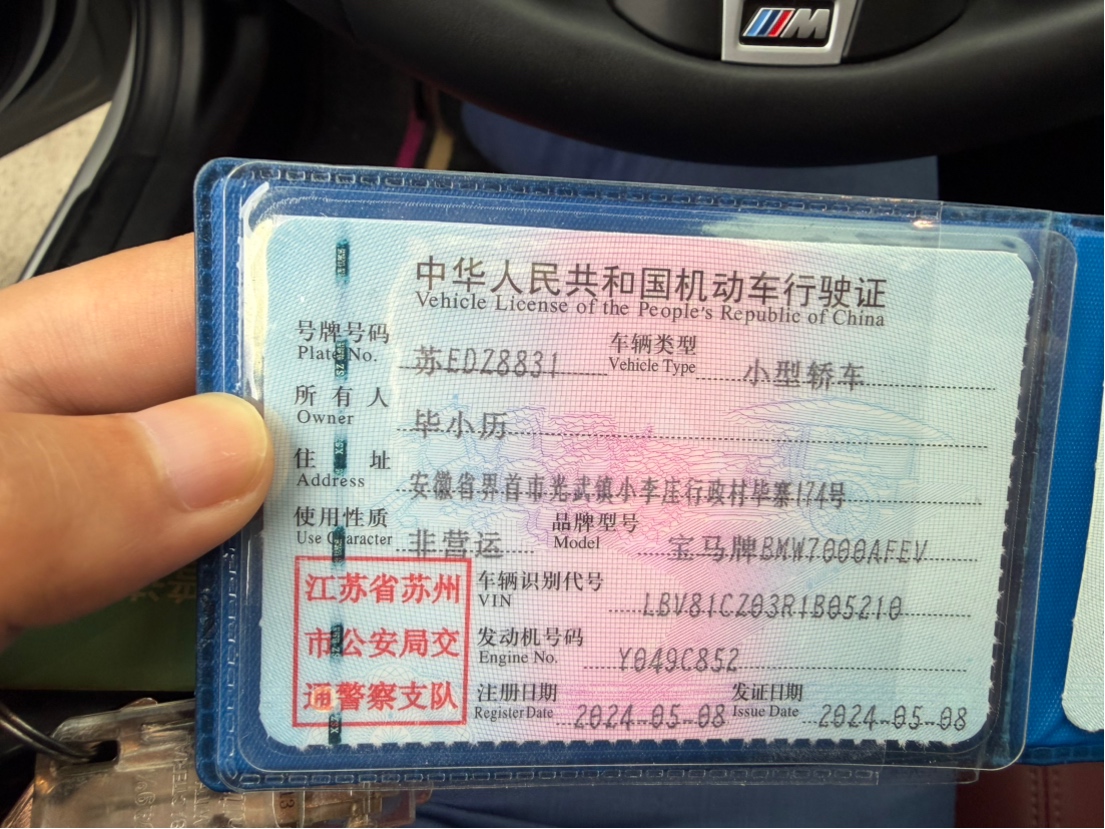 M
中华人民共和国机动车行驶证
Vehicle License of the People's Republic of China
号牌号码 苏EDZ8831 车辆类型 小型轿车
Plate No. Vehicle Type
所有人 毕小历
Owner
住址 安徽省界首市光武镇小李庄行政村毕寨174号
Address
使用性质 非营运 品牌型号 宝马牌BMW7000AFEV
Use Character Model
江苏省苏州
市公安局交
通警察支队
车辆识别代号 LBV81CZ03R1B05210
VIN
发动机号码 Y049C852
Engine No.
注册日期 2024-05-08 发证日期 2024-05-08
Register Date Issue Date